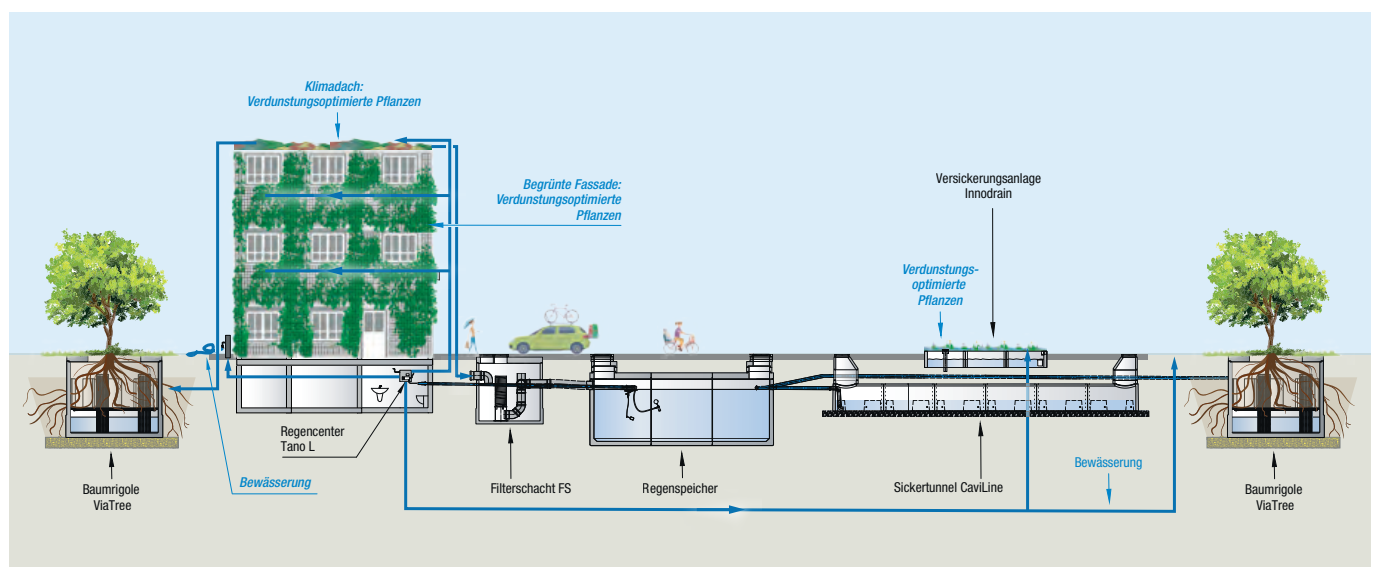 Klimadach:
Verdunstungsoptimierte Pflanzen
Begrünte Fassade:
Verdunstungsoptimierte
Pflanzen
Versickerungsanlage
Innodrain
Verdunstungs-
optimierte
Pflanzen
Regencenter
Tano L
Bewässerung
Baumrigole
ViaTree
Filterschacht FS
Regenspeicher
Sickertunnel CaviLine
Bewässerung
Baumrigole
ViaTree